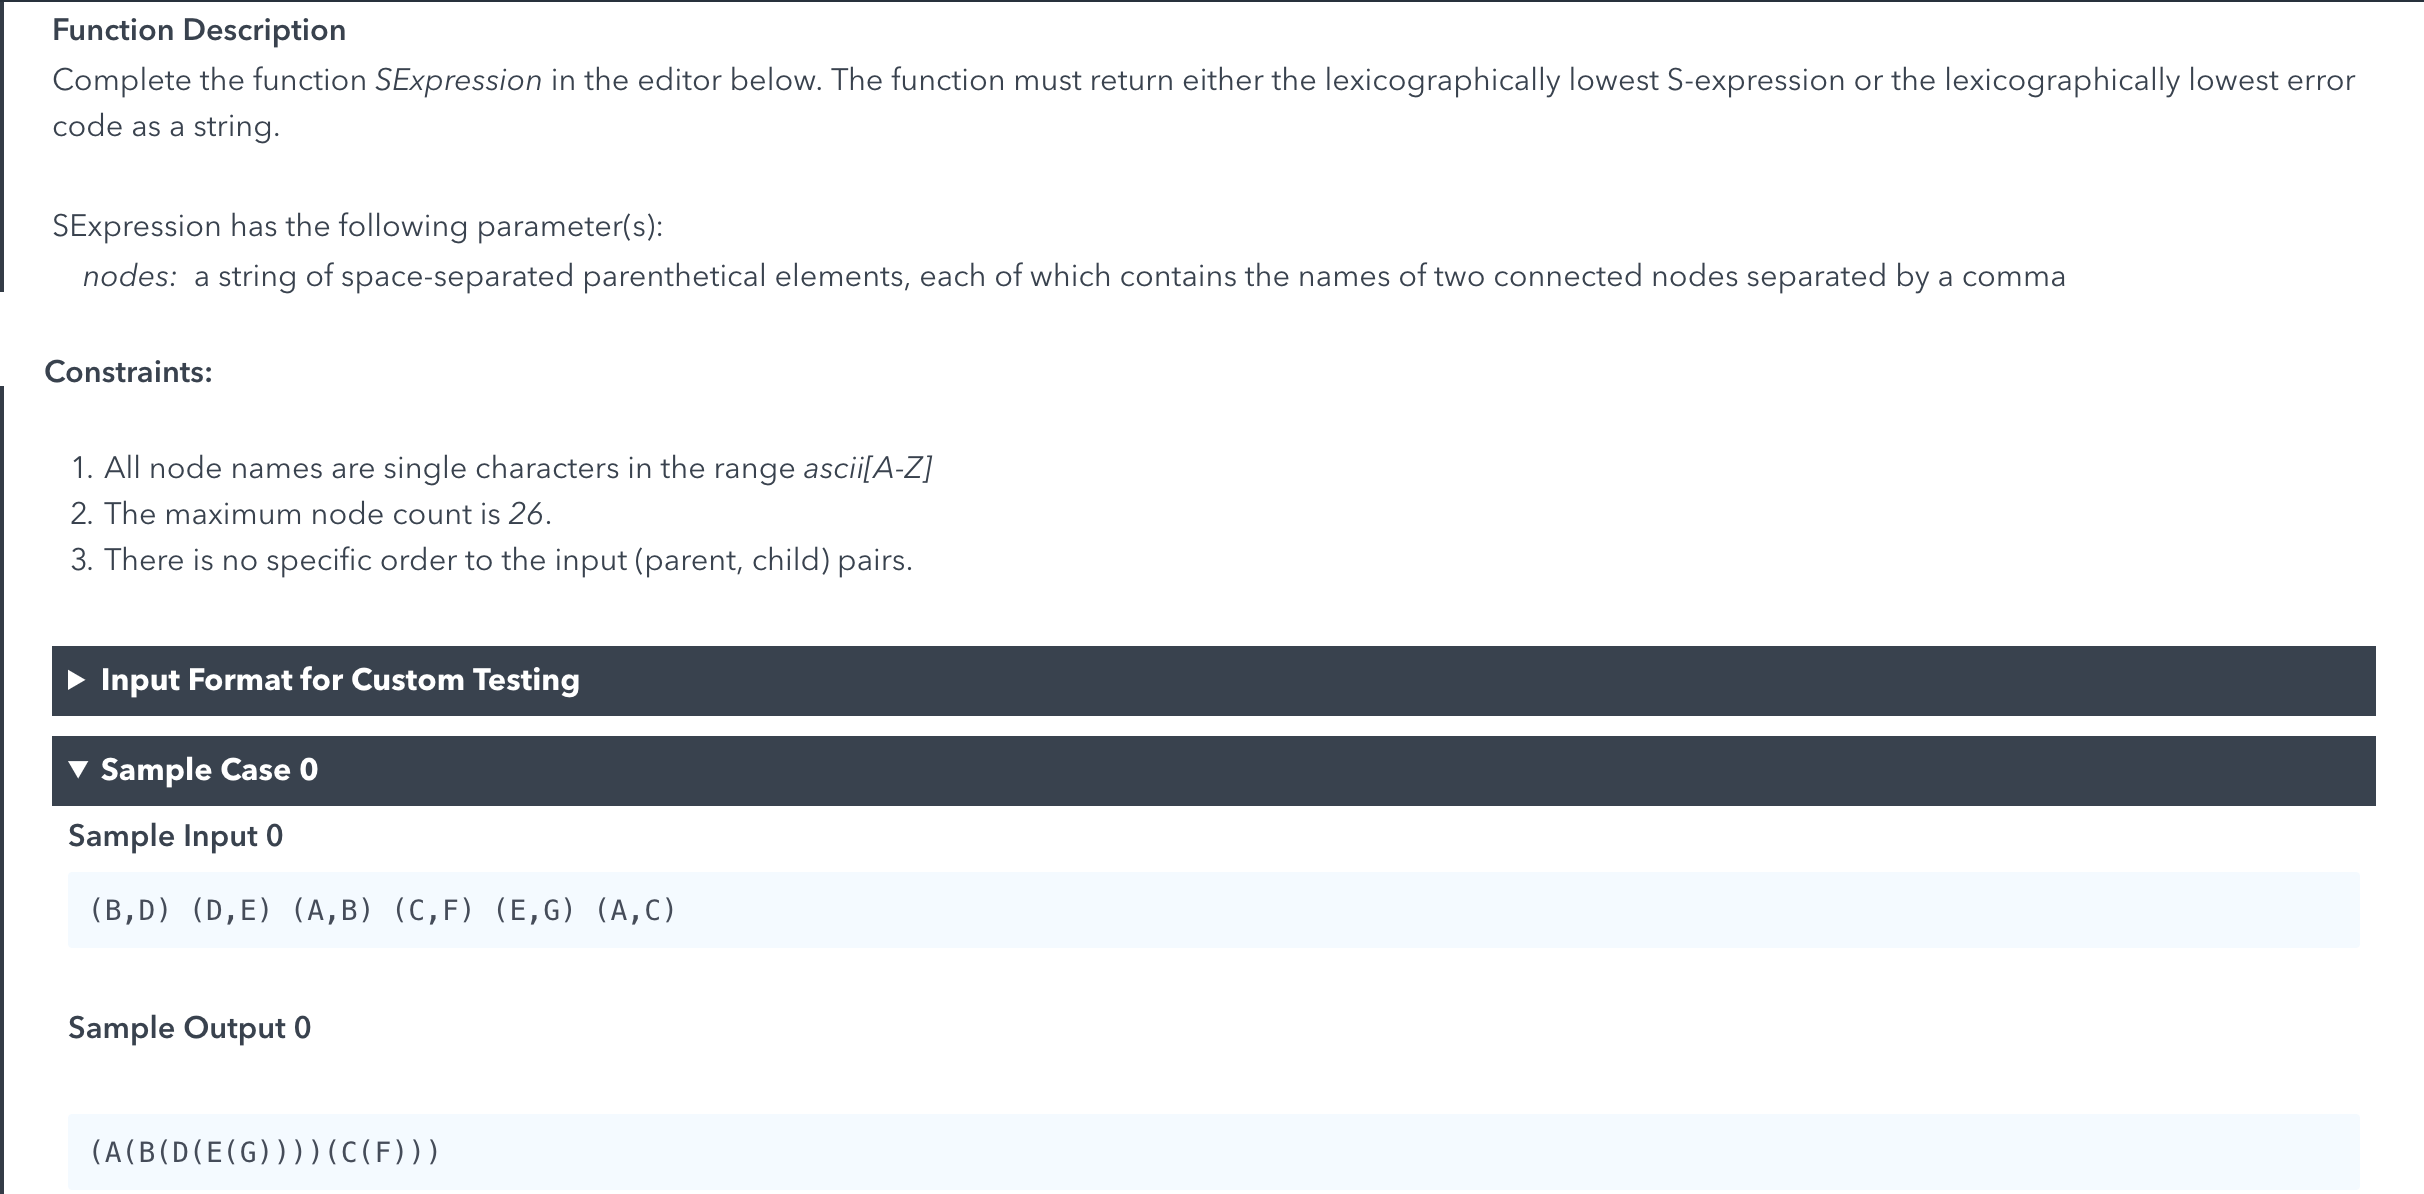 Function Description
Complete the function SExpression in the editor below. The function must return either the lexicographically lowest S-expression or the lexicographically lowest error
code as a string.
SExpression has the following parameter(s):
nodes: a string of space-separated parenthetical elements, each of which contains the names of two connected nodes separated by a comma
Constraints:
1. All node names are single characters in the range ascii[A-Z]
2. The maximum node count is 26.
3. There is no specific order to the input (parent, child) pairs.
▶ Input Format for Custom Testing
▼ Sample Case 0
Sample Input 0
(B,D) (D,E) (A,B) (C,F) (E,G) (A,C)
Sample Output 0
(A(B(D(E(G))))(C(F)))